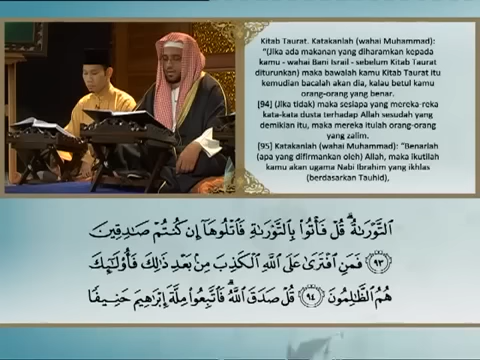 Kitab Taurat. Katakanlah (wahai Muhammad):
"(Jika ada makanan yang diharamkan kepada
kamu - wahai Bani Israil - sebelum Kitab Taurat
diturunkan) maka bawalah kamu Kitab Taurat itu
kemudian bacalah akan dia, kalau betul kamu
orang-orang yang benar.
[94] (Jika tidak) maka sesiapa yang mereka-reka
kata-kata dusta terhadap Allah sesudah yang
demikian itu, maka mereka itulah orang-orang
yang zalim.
[95] Katakanlah (wahai Muhammad): "Benarlah
(apa yang difirmankan oleh) Allah, maka ikutilah
kamu akan ugama Nabi Ibrahim yang ikhlas
(berdasarkan Tauhid),
ٱلتَّوْرَىٰةُ ۗ قُلْ فَأْتُوا۟ بِٱلتَّوْرَىٰةِ فَٱتْلُوهَآ إِن كُنتُمْ صَـٰدِقِينَ
٩٣ فَمَنِ ٱفْتَرَىٰ عَلَى ٱللَّهِ ٱلْكَذِبَ مِنۢ بَعْدِ ذَٰلِكَ فَأُو۟لَـٰٓئِكَ
هُمُ ٱلظَّـٰلِمُونَ ٩٤ قُلْ صَدَقَ ٱللَّهُ ۗ فَٱتَّبِعُوا۟ مِلَّةَ إِبْرَٰهِيمَ حَنِيفًا